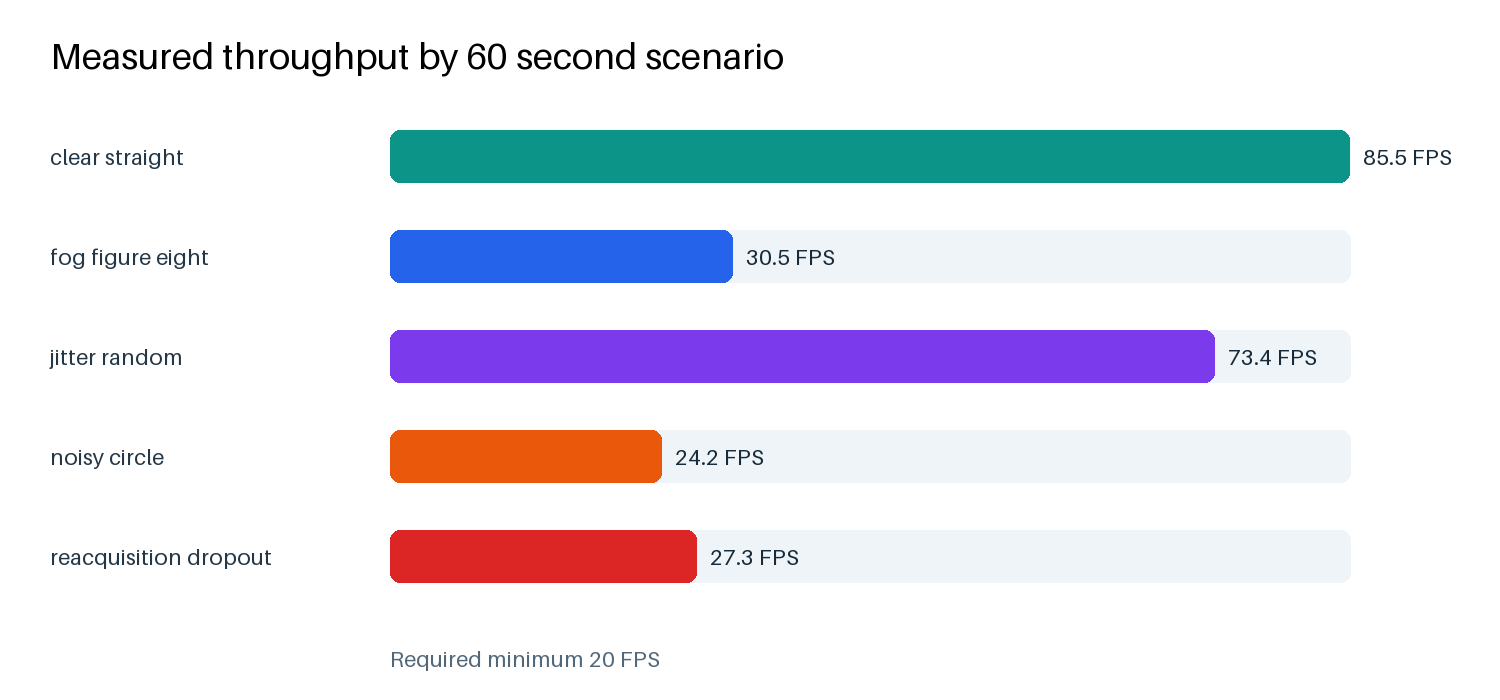 Measured throughput by 60 second scenario
clear straight 85.5 FPS
fog figure eight 30.5 FPS
jitter random 73.4 FPS
noisy circle 24.2 FPS
reacquisition dropout 27.3 FPS
Required minimum 20 FPS